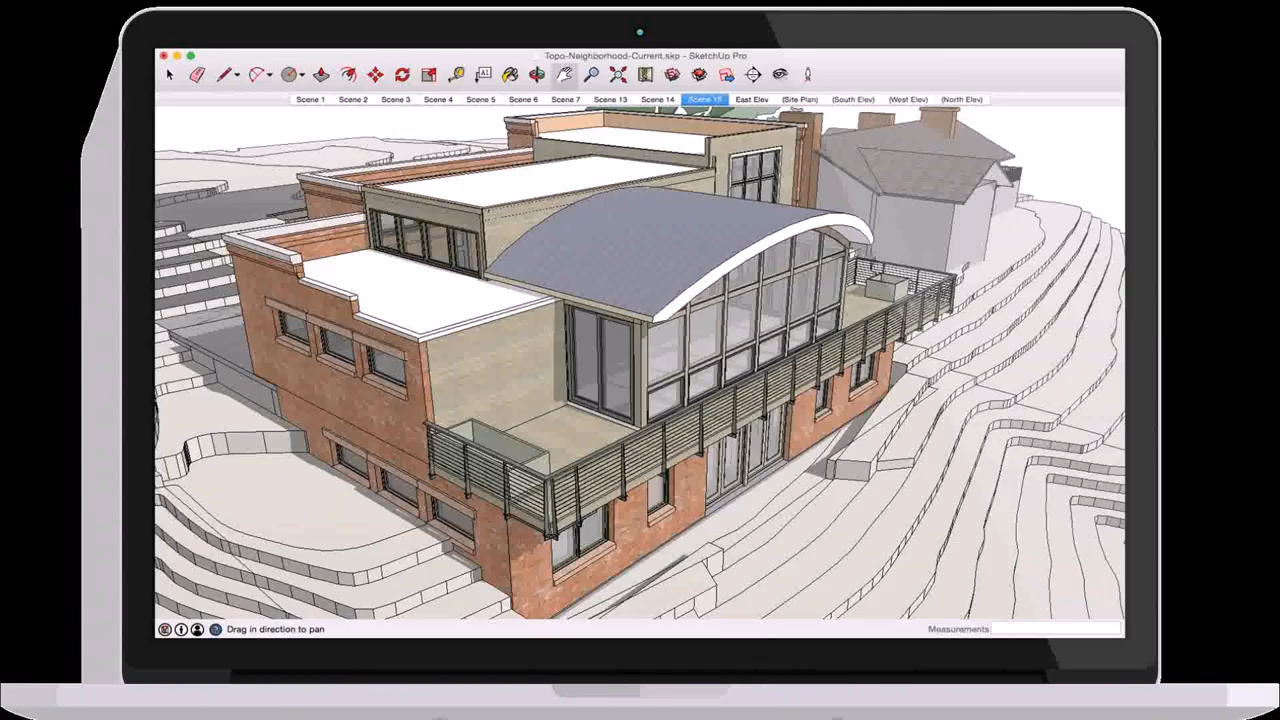 Topo-Neighborhood-Current.skp - SketchUp Pro
A1
Scene 1 Scene 2 Scene 3 Scene 4 Scene 5 Scene 6 Scene 7 Scene 13 Scene 14 Scene 15 East Elev (Site Plan) (South Elev) (West Elev) (North Elev)
Drag in direction to pan
Measurements